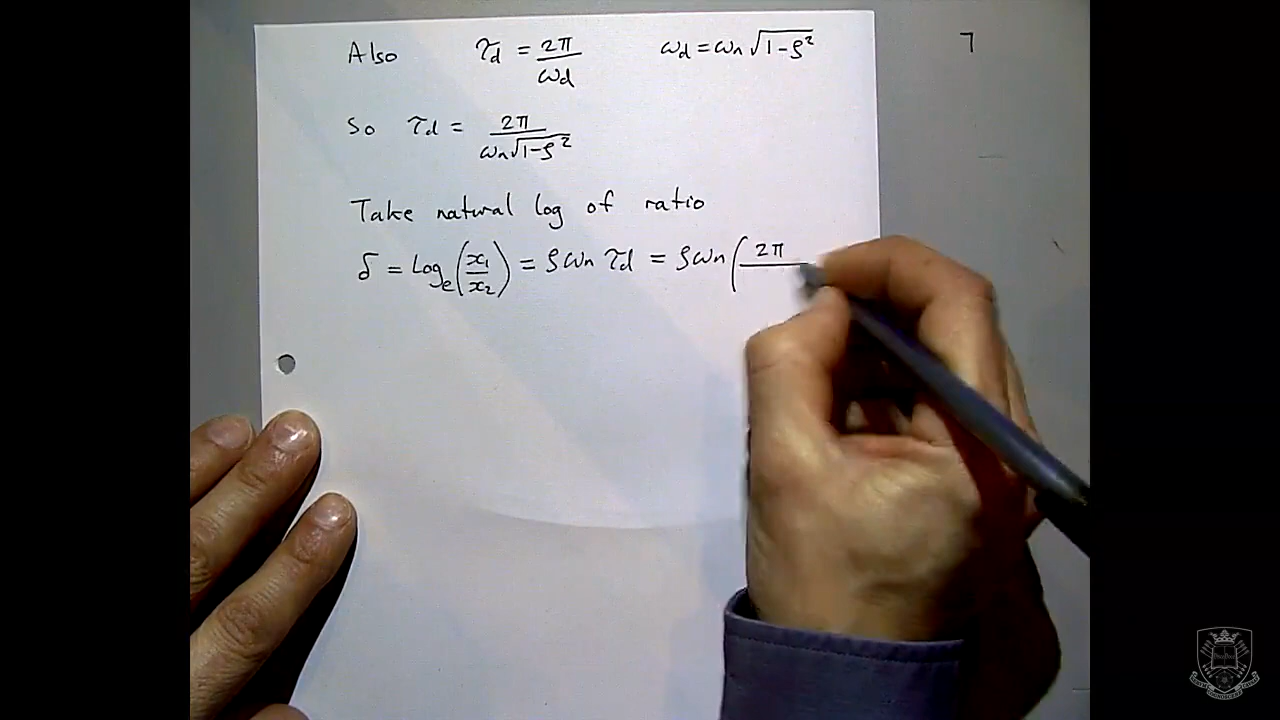 Also τd = 2π/ωd ωd = ωn√(1-ζ²) 7
So τd = 2π/(ωn√(1-ζ²))
Take natural log of ratio
δ = Logₑ(x₁/x₂) = ζωn τd = ζωn(2π/